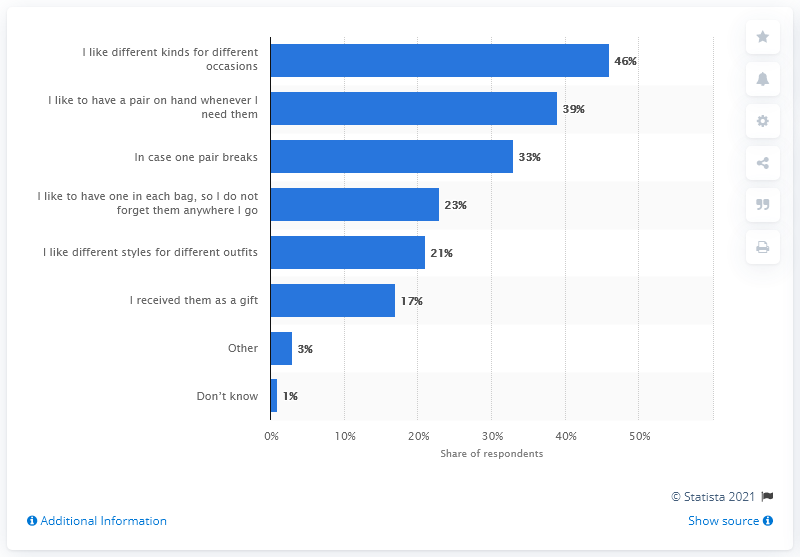 I like different kinds for different
occasions
46%
I like to have a pair on hand whenever I
need them
39%
In case one pair breaks
33%
I like to have one in each bag, so I do not
forget them anywhere I go
23%
I like different styles for different outfits
21%
I received them as a gift
17%
Other
3%
Don’t know
1%
0% 10% 20% 30% 40% 50%
Share of respondents
© Statista 2021
Additional Information
Show source